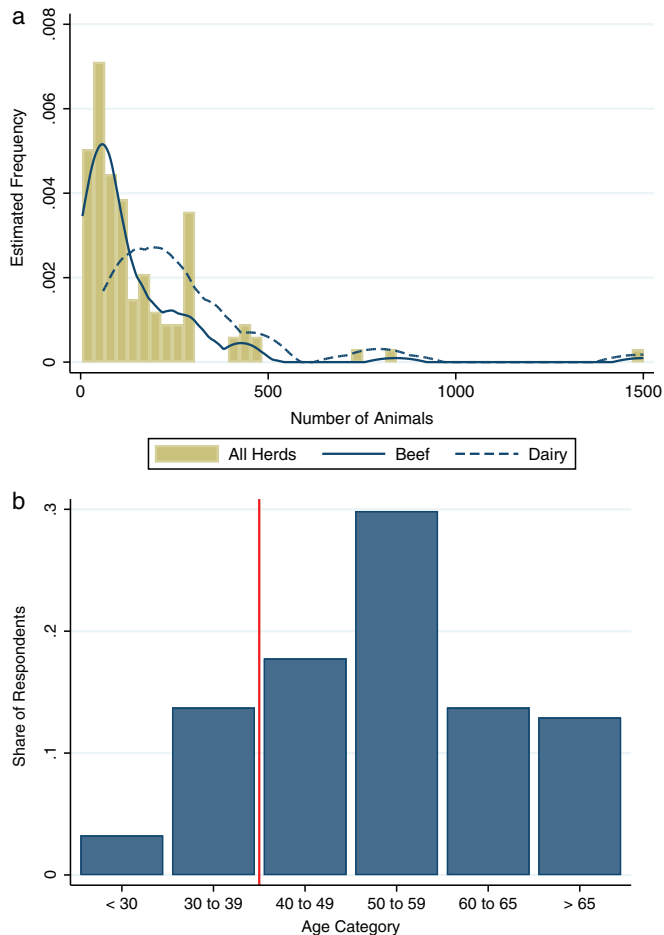 a
.008
.006
.004
.002
0
Estimated Frequency
0 500 1000 1500
Number of Animals
All Herds Beef Dairy
b
.3
.2
.1
0
Share of Respondents
< 30 30 to 39 40 to 49 50 to 59 60 to 65 > 65
Age Category